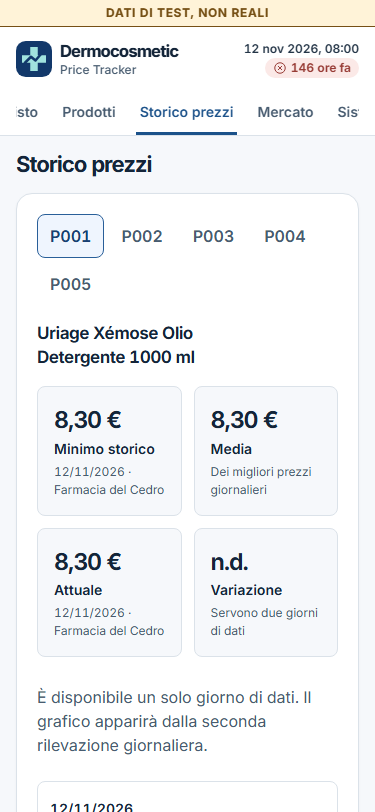 DATI DI TEST, NON REALI
Dermocosmetic
Price Tracker
12 nov 2026, 08:00
146 ore fa
isto Prodotti Storico prezzi Mercato Sis
Storico prezzi
P001 P002 P003 P004
P005
Uriage Xémose Olio
Detergente 1000 ml
8,30 €
Minimo storico
12/11/2026 ·
Farmacia del Cedro
8,30 €
Media
Dei migliori prezzi
giornalieri
8,30 €
Attuale
12/11/2026 ·
Farmacia del Cedro
n.d.
Variazione
Servono due giorni
di dati
È disponibile un solo giorno di dati. Il
grafico apparirà dalla seconda
rilevazione giornaliera.
12/11/2026